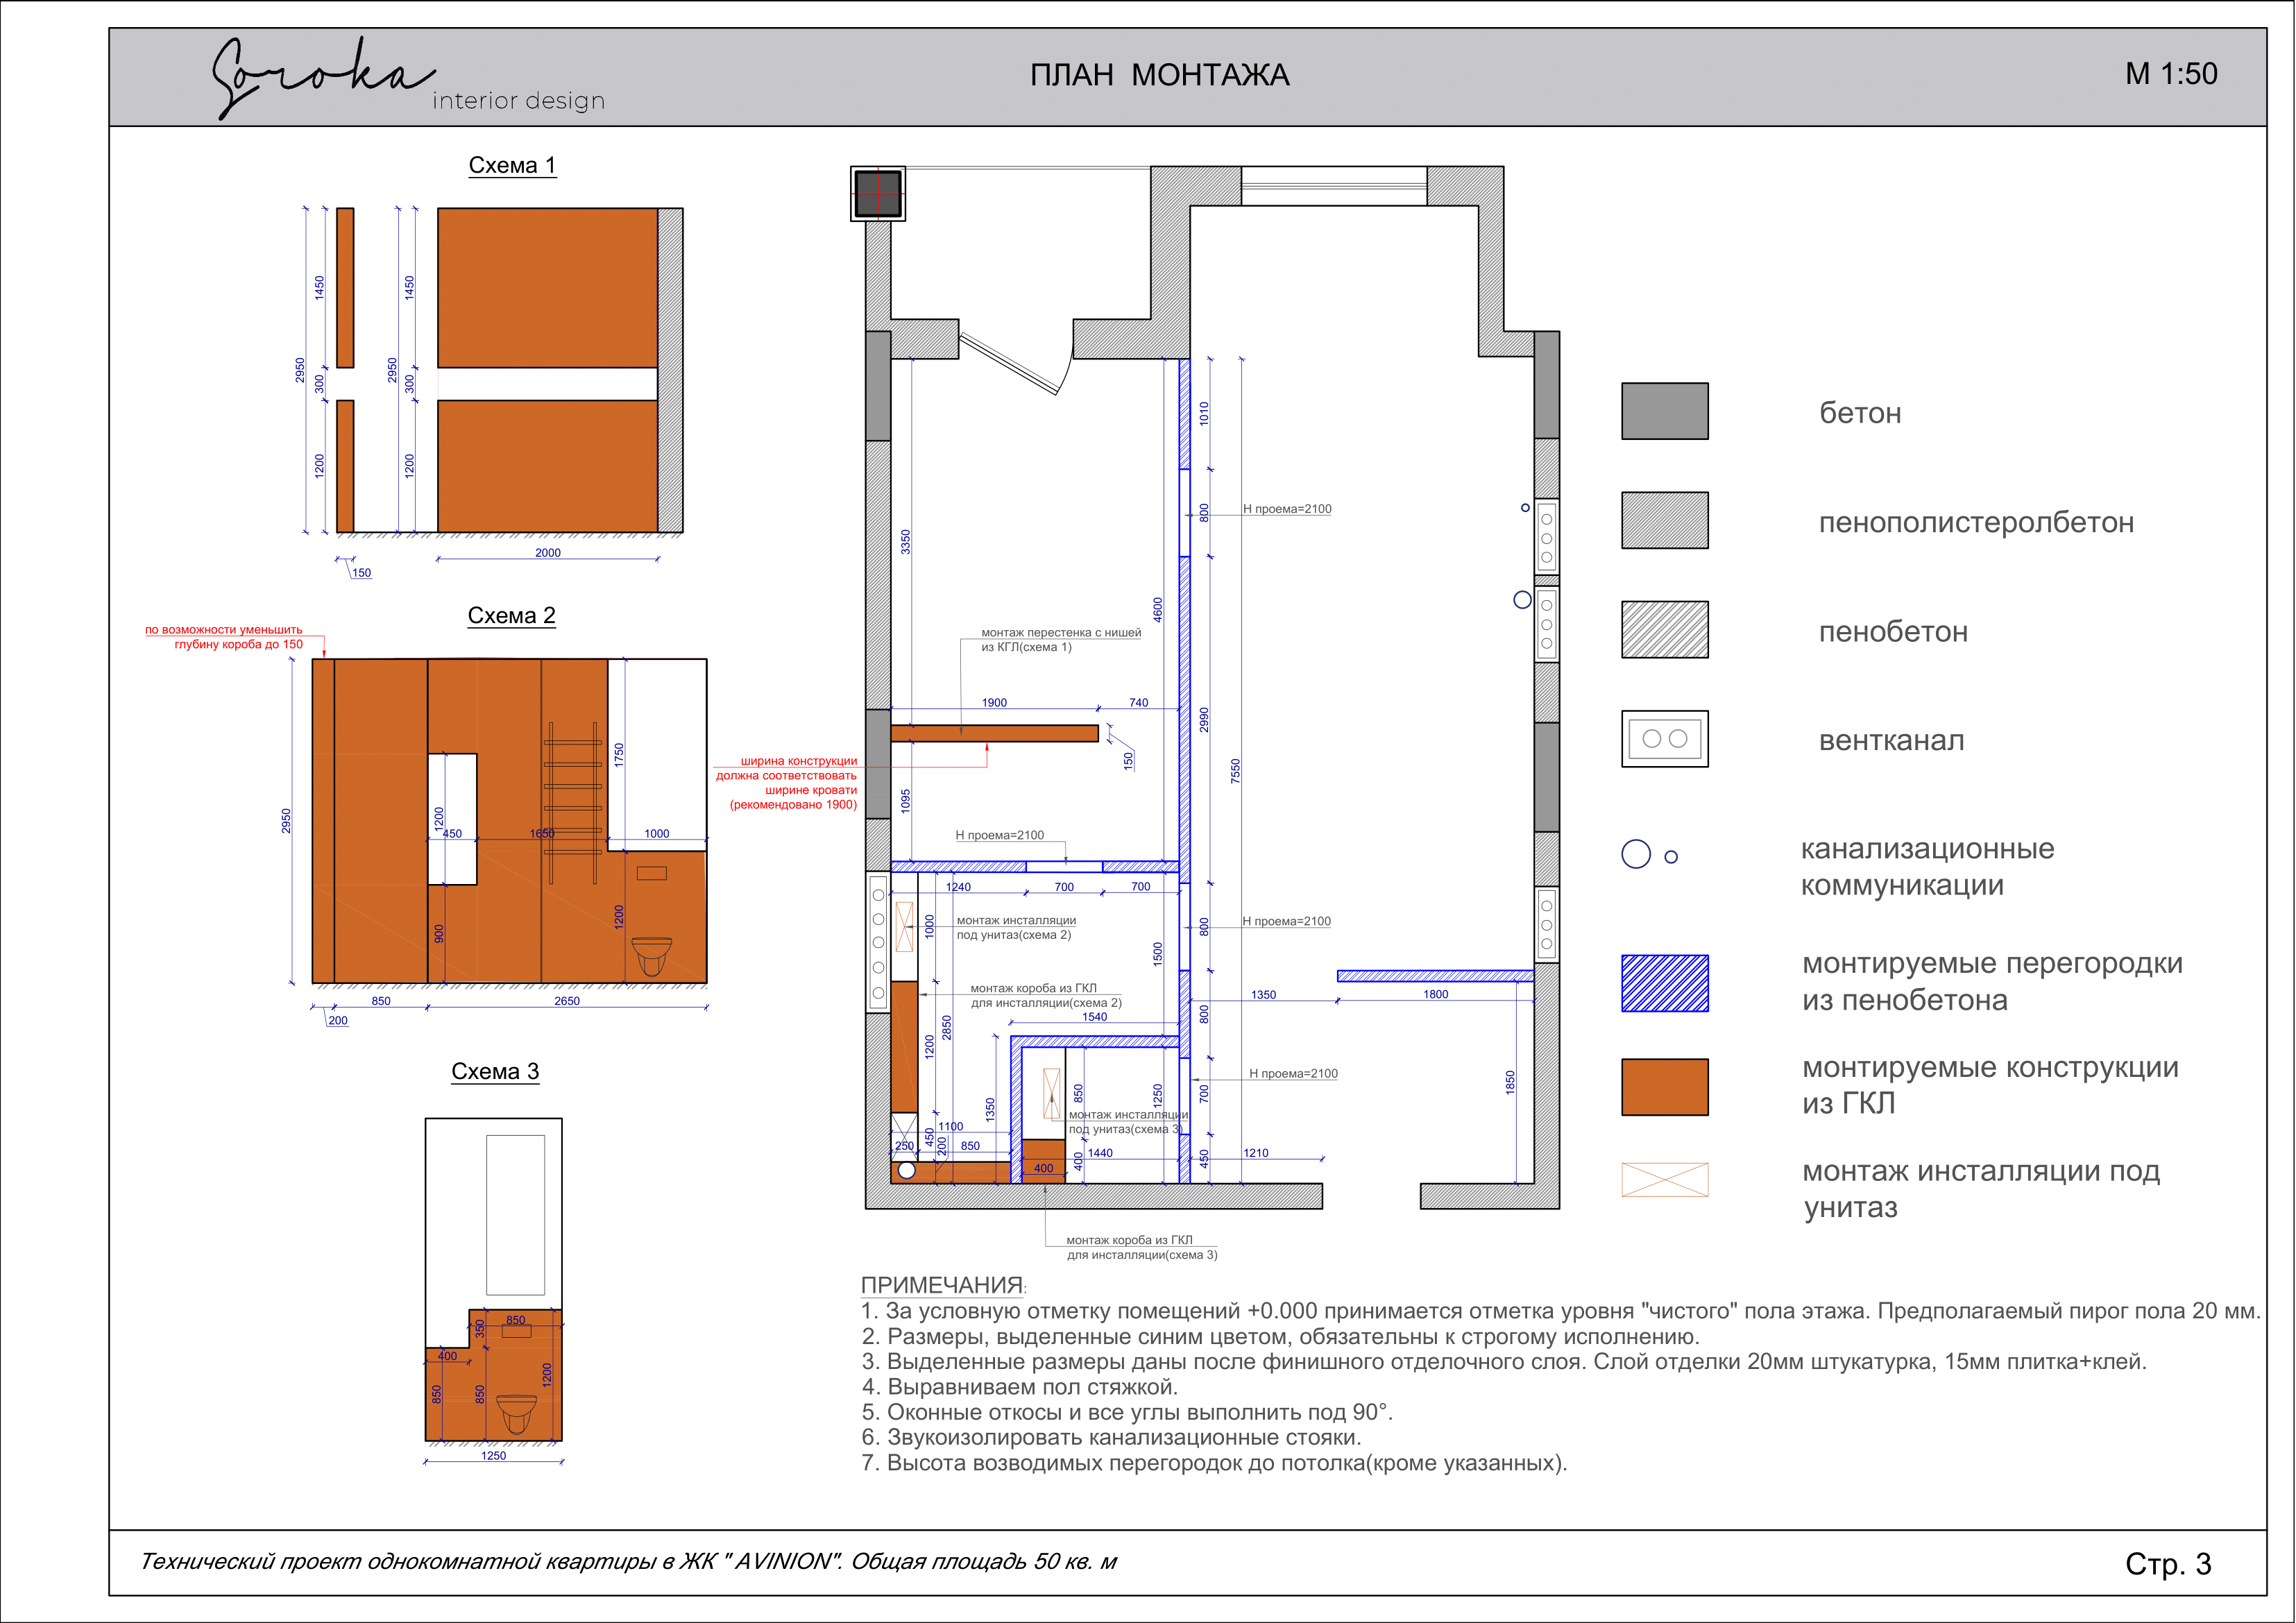 Soroka
interior design
ПЛАН МОНТАЖА
М 1:50
Схема 1
2950
1450
300
1200
2950
1450
300
1200
150
2000
Схема 2
по возможности уменьшить
глубину короба до 150
2950
1200
450
1650
1750
1000
900
1200
200
850
2650
Схема 3
850
350
400
850
850
1200
1250
3350
1010
800
H проема=2100
4600
монтаж перестенка с нишей
из КГЛ(схема 1)
1900
740
2990
150
7550
ширина конструкции
должна соответствовать
ширине кровати
(рекомендовано 1900)
1095
H проема=2100
1240
700
700
1000
монтаж инсталляции
под унитаз(схема 2)
1500
800
H проема=2100
монтаж короба из ГКЛ
для инсталляции(схема 2)
1540
1350
1800
800
2850
1200
H проема=2100
1350
850
1250
700
1850
монтаж инсталляции
под унитаз(схема 3)
1100
450
200
250
850
1440
400
400
450
1210
монтаж короба из ГКЛ
для инсталляции(схема 3)
бетон
пенополистеролбетон
пенобетон
вентканал
канализационные
коммуникации
монтируемые перегородки
из пенобетона
монтируемые конструкции
из ГКЛ
монтаж инсталляции под
унитаз
ПРИМЕЧАНИЯ:
1. За условную отметку помещений +0.000 принимается отметка уровня "чистого" пола этажа. Предполагаемый пирог пола 20 мм.
2. Размеры, выделенные синим цветом, обязательны к строгому исполнению.
3. Выделенные размеры даны после финишного отделочного слоя. Слой отделки 20мм штукатурка, 15мм плитка+клей.
4. Выравниваем пол стяжкой.
5. Оконные откосы и все углы выполнить под 90°.
6. Звукоизолировать канализационные стояки.
7. Высота возводимых перегородок до потолка(кроме указанных).
Технический проект однокомнатной квартиры в ЖК " AVINION". Общая площадь 50 кв. м
Стр. 3